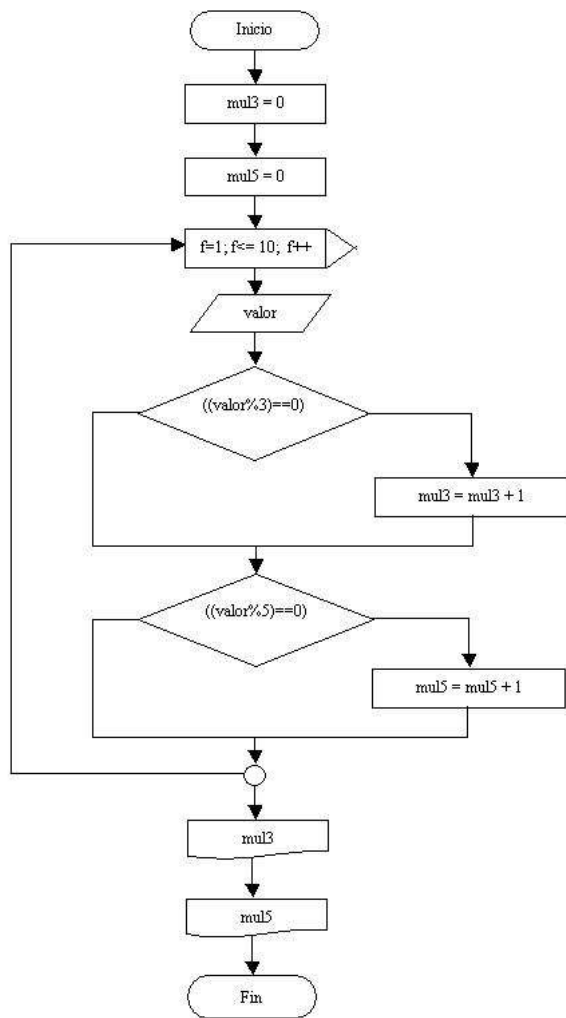 Inicio
mul3 = 0
mul5 = 0
f=1; f<= 10; f++
valor
((valor%3)==0)
mul3 = mul3 + 1
((valor%5)==0)
mul5 = mul5 + 1
mul3
mul5
Fin